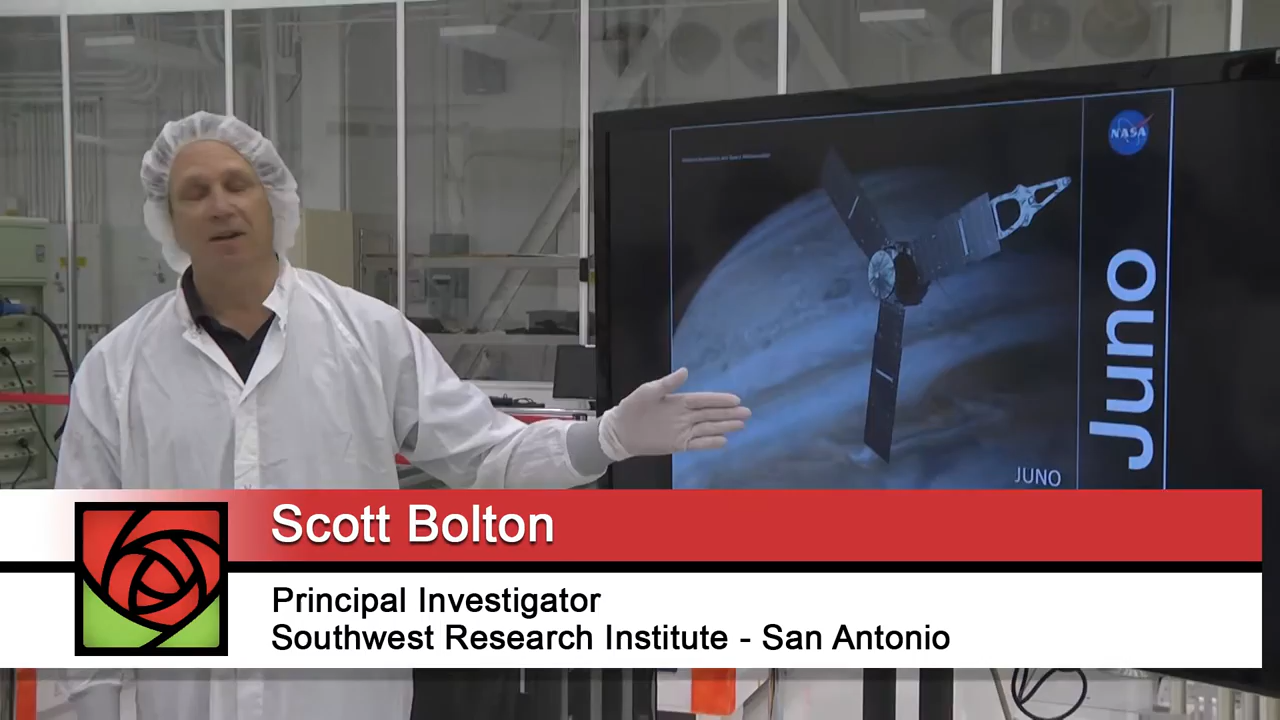 NASA
Juno
JUNO
Scott Bolton
Principal Investigator
Southwest Research Institute - San Antonio